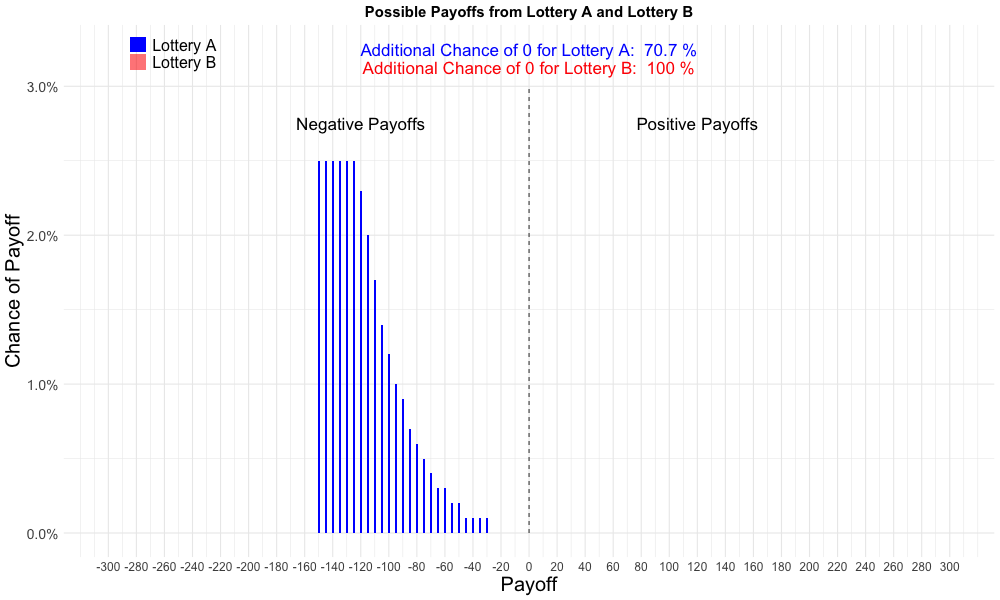 Possible Payoffs from Lottery A and Lottery B
Lottery A
Lottery B
Additional Chance of 0 for Lottery A: 70.7 %
Additional Chance of 0 for Lottery B: 100 %
Negative Payoffs
Positive Payoffs
Chance of Payoff
3.0%
2.0%
1.0%
0.0%
-300 -280 -260 -240 -220 -200 -180 -160 -140 -120 -100 -80 -60 -40 -20 0 20 40 60 80 100 120 140 160 180 200 220 240 260 280 300
Payoff